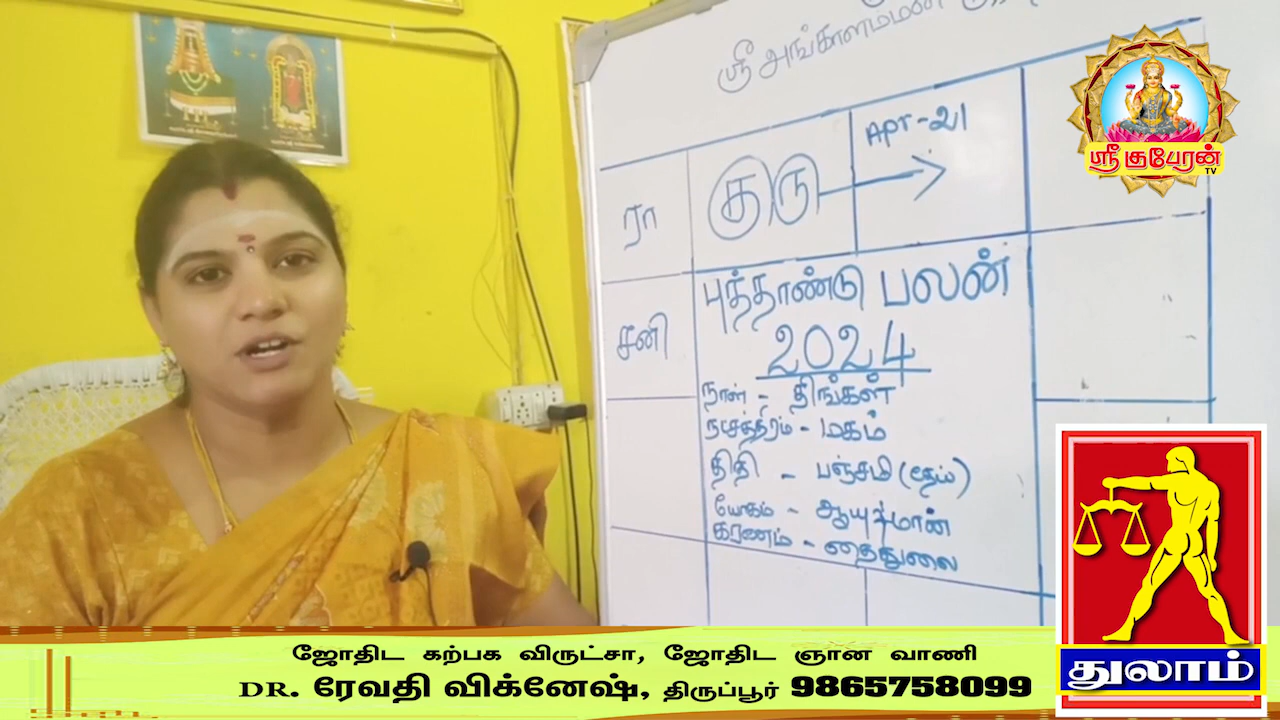 ஸ்ரீ அங்காளம்மன்
ஸ்ரீ குபேரன்
TV
ரா
குரு
APr-21
சனி
புத்தாண்டு பலன்
2024
நாள் - திங்கள்
நட்சத்திரம் - மகம்
திதி - பஞ்சமி (தேய்)
யோகம் - ஆயுஷ்மான்
கரணம் - தைதுலை
துலாம்
ஜோதிட கற்பக விருட்சா, ஜோதிட ஞான வாணி
DR. ரேவதி விக்னேஷ், திருப்பூர் 9865758099